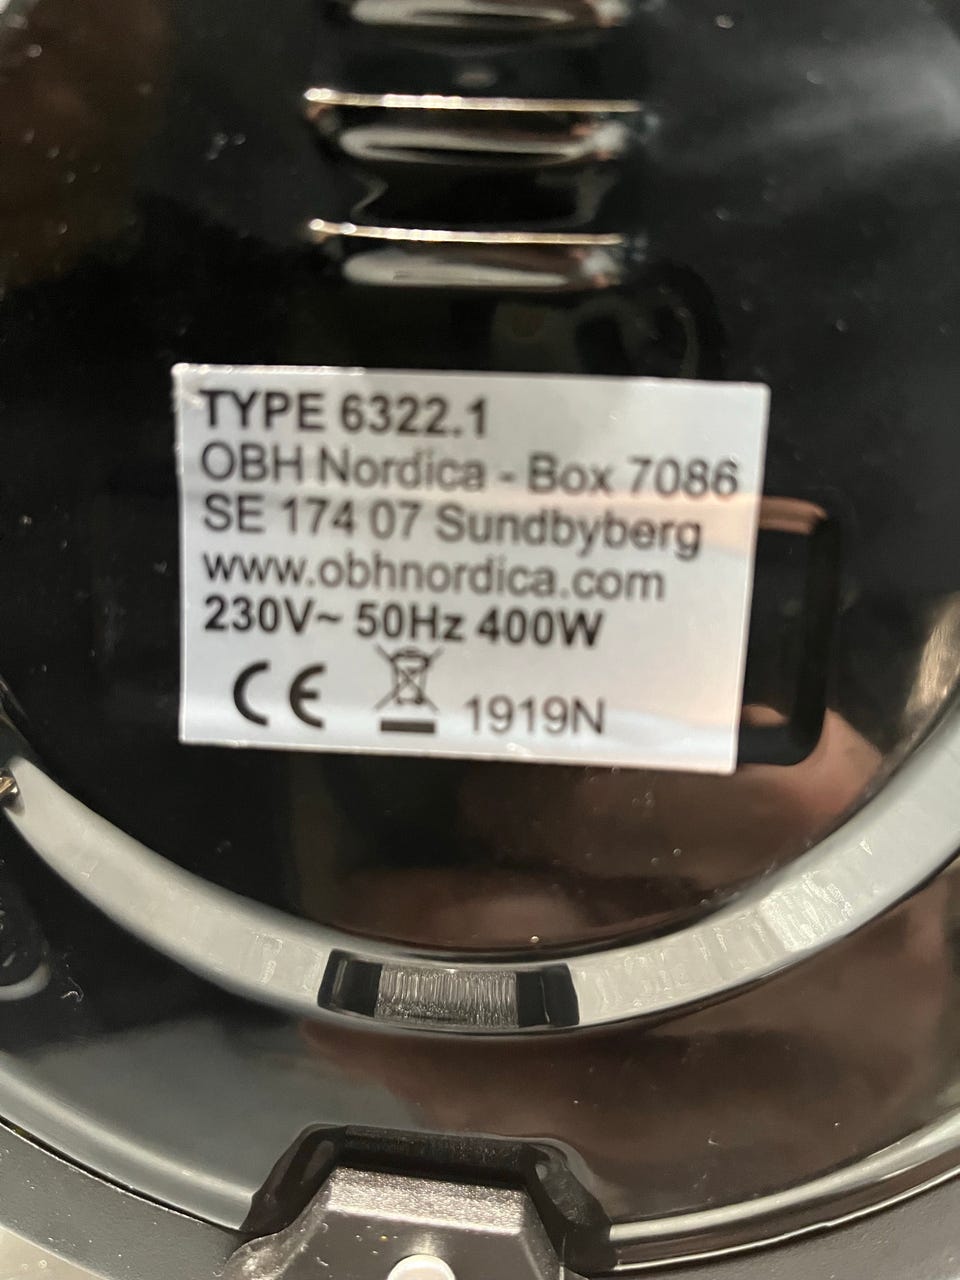 TYPE 6322.1
OBH Nordica - Box 7086
SE 174 07 Sundbyberg
www.obhnordica.com
230V~ 50Hz 400W
CE 1919N